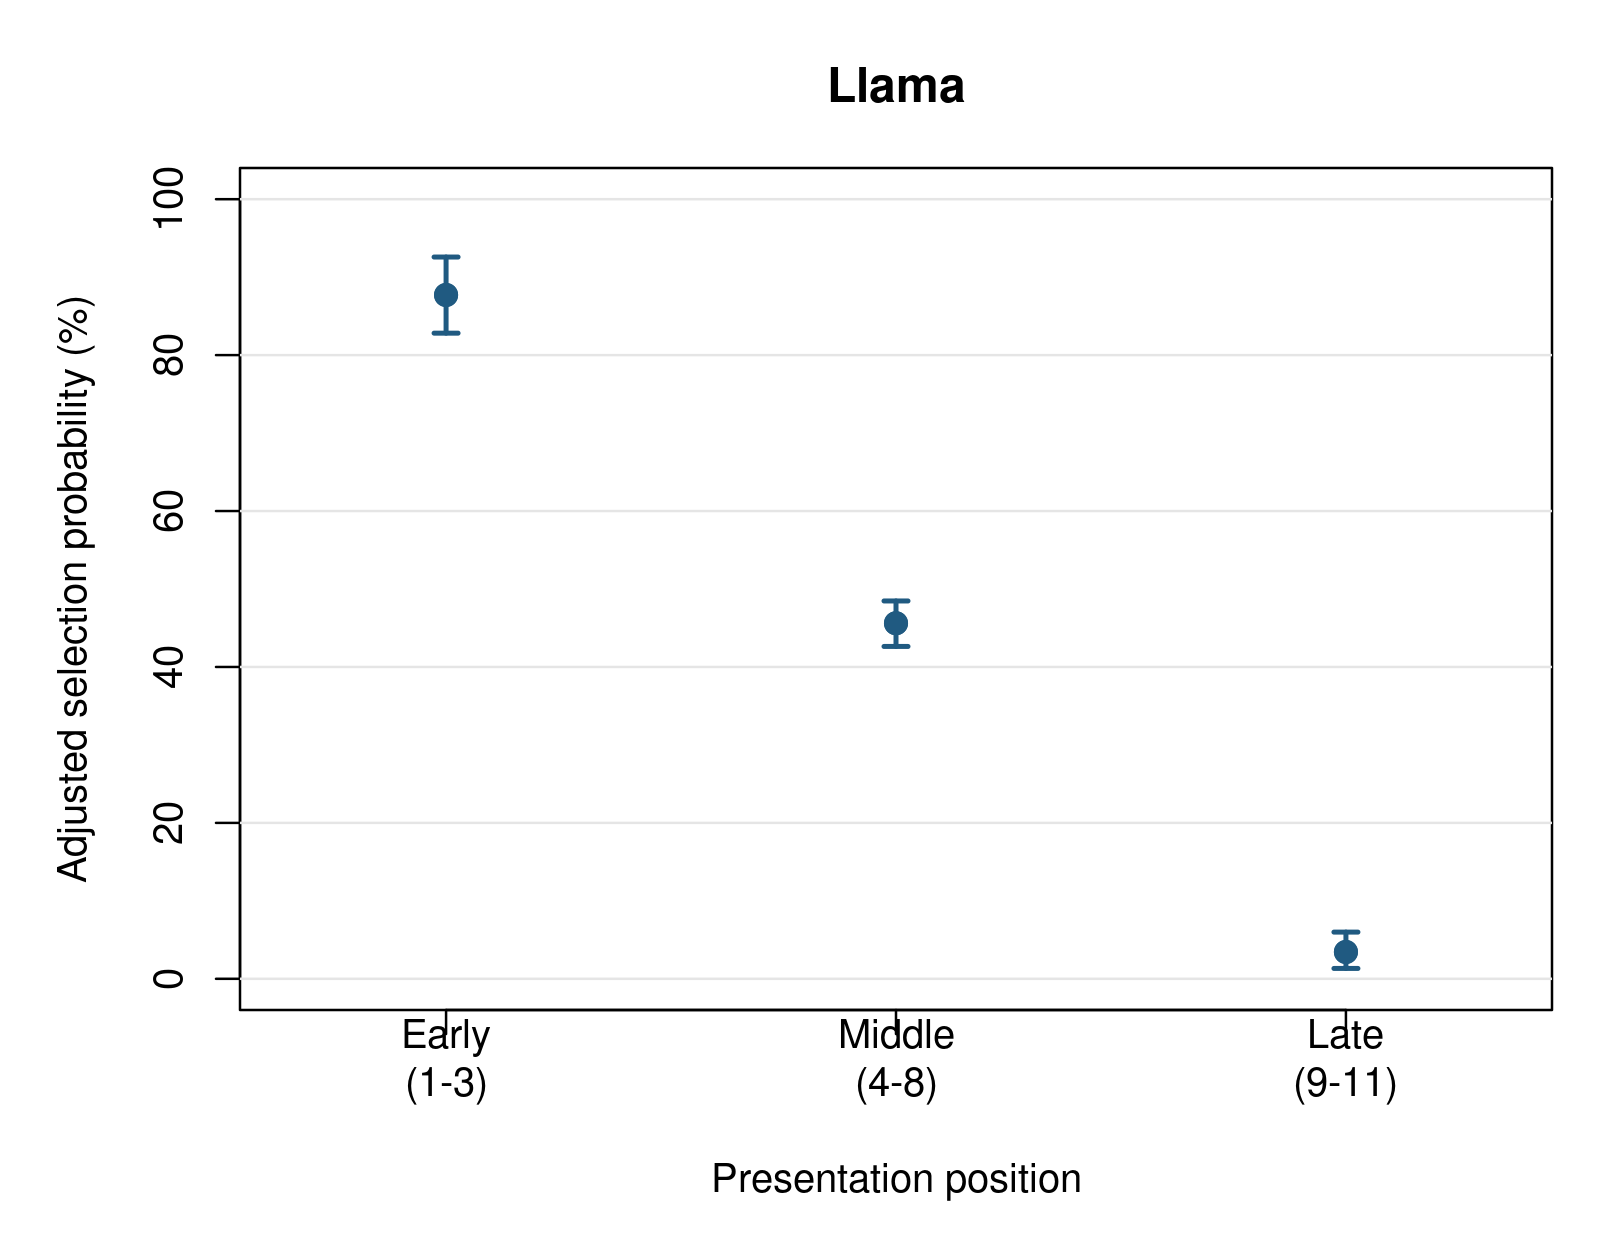 Llama
Adjusted selection probability (%)
100
80
60
40
20
0
Early
(1-3)
Middle
(4-8)
Late
(9-11)
Presentation position